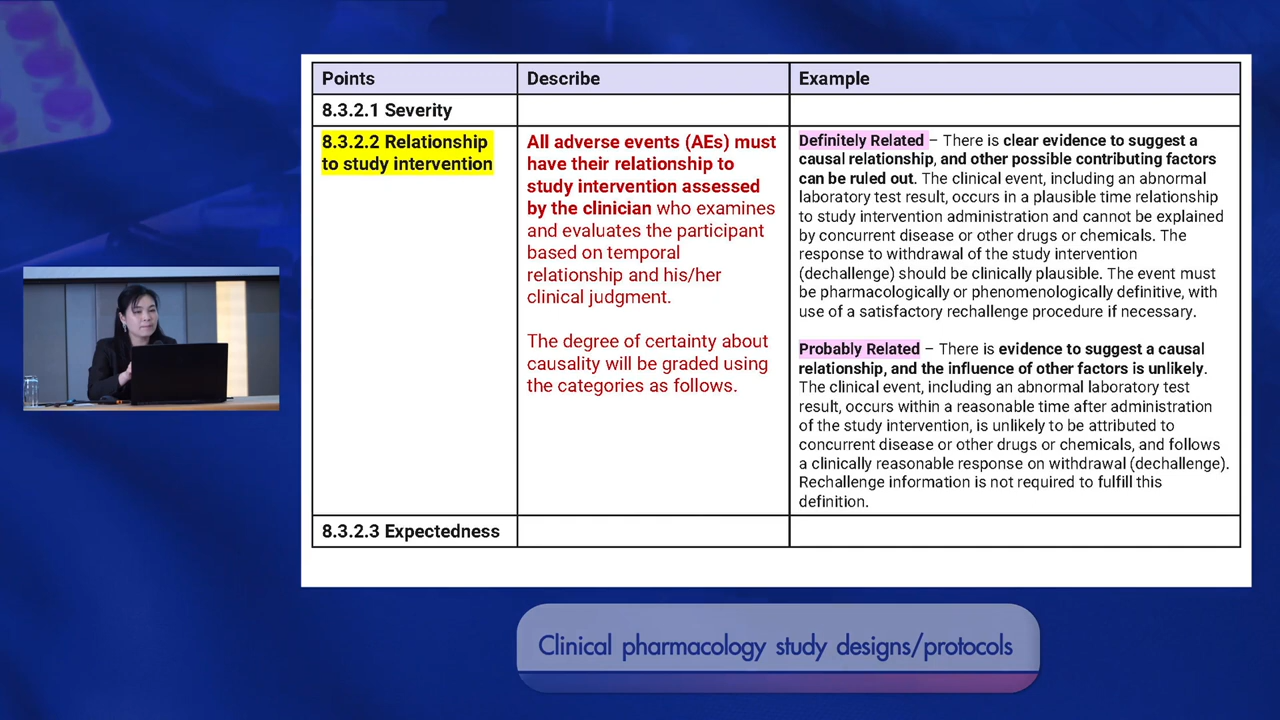 Points
Describe
Example
8.3.2.1 Severity
8.3.2.2 Relationship
to study intervention
All adverse events (AEs) must
have their relationship to
study intervention assessed
by the clinician who examines
and evaluates the participant
based on temporal
relationship and his/her
clinical judgment.
The degree of certainty about
causality will be graded using
the categories as follows.
Definitely Related – There is clear evidence to suggest a
causal relationship, and other possible contributing factors
can be ruled out. The clinical event, including an abnormal
laboratory test result, occurs in a plausible time relationship
to study intervention administration and cannot be explained
by concurrent disease or other drugs or chemicals. The
response to withdrawal of the study intervention
(dechallenge) should be clinically plausible. The event must
be pharmacologically or phenomenologically definitive, with
use of a satisfactory rechallenge procedure if necessary.
Probably Related – There is evidence to suggest a causal
relationship, and the influence of other factors is unlikely.
The clinical event, including an abnormal laboratory test
result, occurs within a reasonable time after administration
of the study intervention, is unlikely to be attributed to
concurrent disease or other drugs or chemicals, and follows
a clinically reasonable response on withdrawal (dechallenge).
Rechallenge information is not required to fulfill this
definition.
8.3.2.3 Expectedness
Clinical pharmacology study designs/protocols